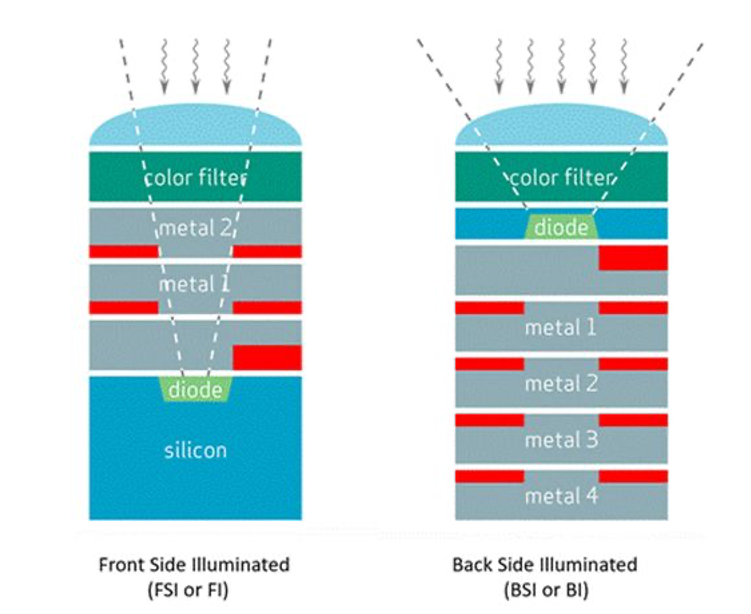 color filter
metal 2
metal 1
diode
silicon
Front Side Illuminated
(FSI or FI)
color filter
diode
metal 1
metal 2
metal 3
metal 4
Back Side Illuminated
(BSI or BI)